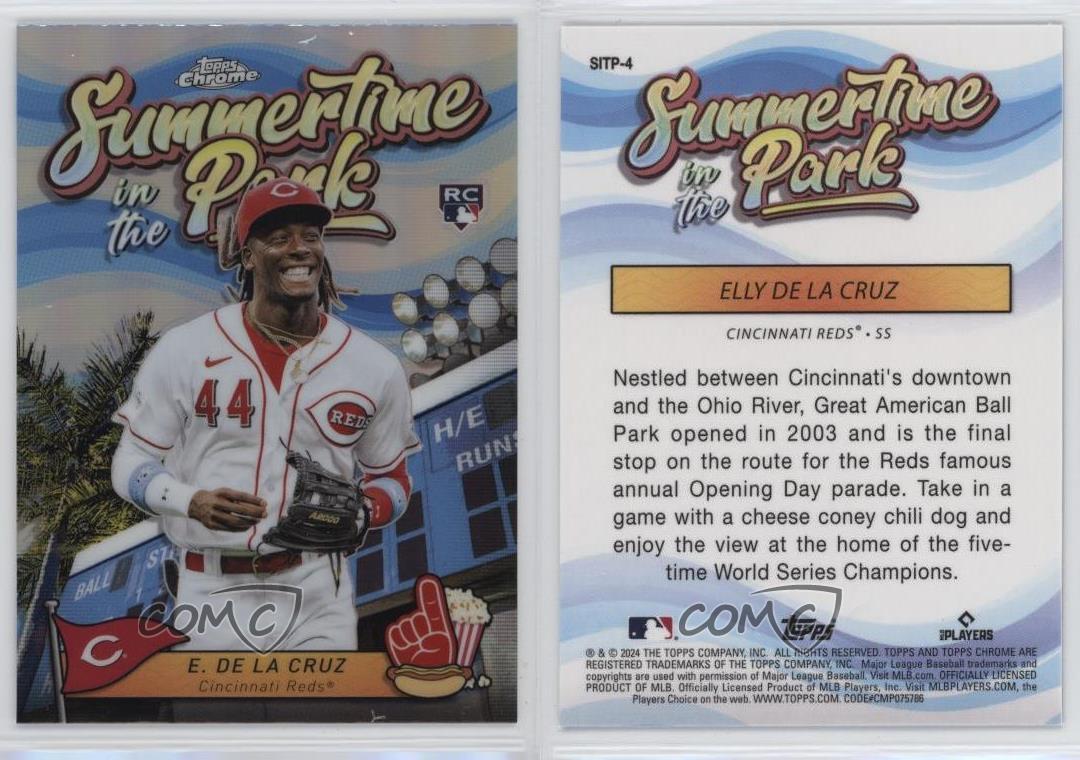 Topps
Chrome
Summertime
in the Park
RC
C
44
REDS
A2000
H/E
RUNS
BALL
ST
1
C
COMC
E. DE LA CRUZ
Cincinnati Reds®
SITP-4
Summertime
in the Park
ELLY DE LA CRUZ
CINCINNATI REDS® • SS
Nestled between Cincinnati's downtown
and the Ohio River, Great American Ball
Park opened in 2003 and is the final
stop on the route for the Reds famous
annual Opening Day parade. Take in a
game with a cheese coney chili dog and
enjoy the view at the home of the five-
time World Series Champions.
COMC
Topps
MLB PLAYERS
® & © 2024 THE TOPPS COMPANY, INC. ALL RIGHTS RESERVED. TOPPS AND TOPPS CHROME ARE
REGISTERED TRADEMARKS OF THE TOPPS COMPANY, INC. Major League Baseball trademarks and
copyrights are used with permission of Major League Baseball. Visit MLB.com. OFFICIALLY LICENSED
PRODUCT OF MLB. Officially Licensed Product of MLB Players, Inc. Visit MLBPLAYERS.com, the
Players Choice on the web. WWW.TOPPS.COM. CODE#CMP075786